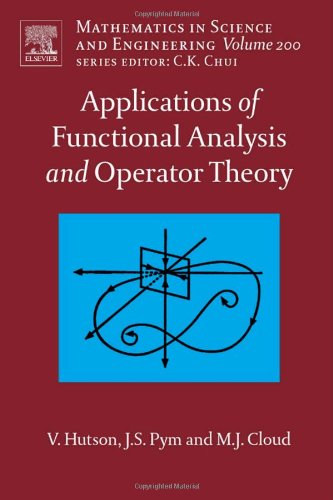 ELSEVIER
MATHEMATICS IN SCIENCE
AND ENGINEERING Volume 200
SERIES EDITOR: C.K. CHUI
Applications of
Functional Analysis
and Operator Theory
V. Hutson, J.S. Pym and M.J. Cloud